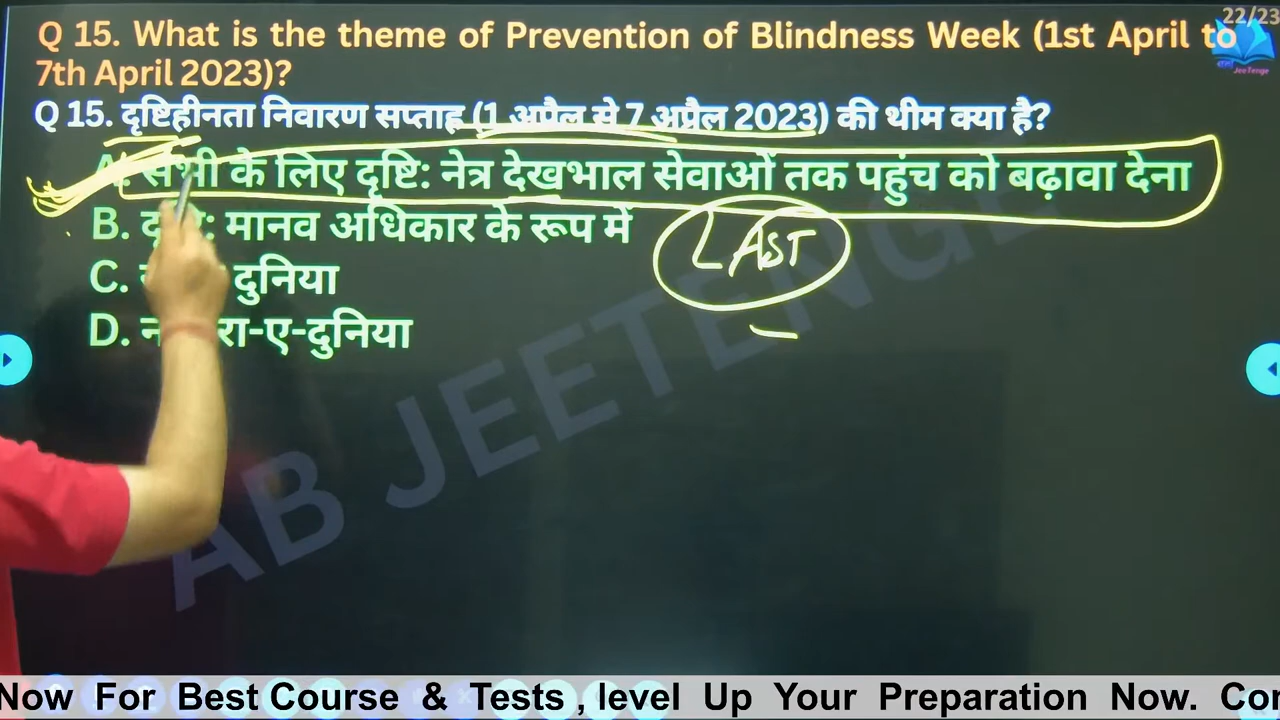 22/23
Q 15. What is the theme of Prevention of Blindness Week (1st April to
7th April 2023)?
JeeTenge
Q 15. दृष्टिहीनता निवारण सप्ताह (1 अप्रैल से 7 अप्रैल 2023) की थीम क्या है?
A. सभी के लिए दृष्टि: नेत्र देखभाल सेवाओं तक पहुंच को बढ़ावा देना
B. मानव अधिकार के रूप में
LAST
C. दुनिया
D. रा-ए-दुनिया
AB JEETENGE
Now For Best Course & Tests , level Up Your Preparation Now. Con